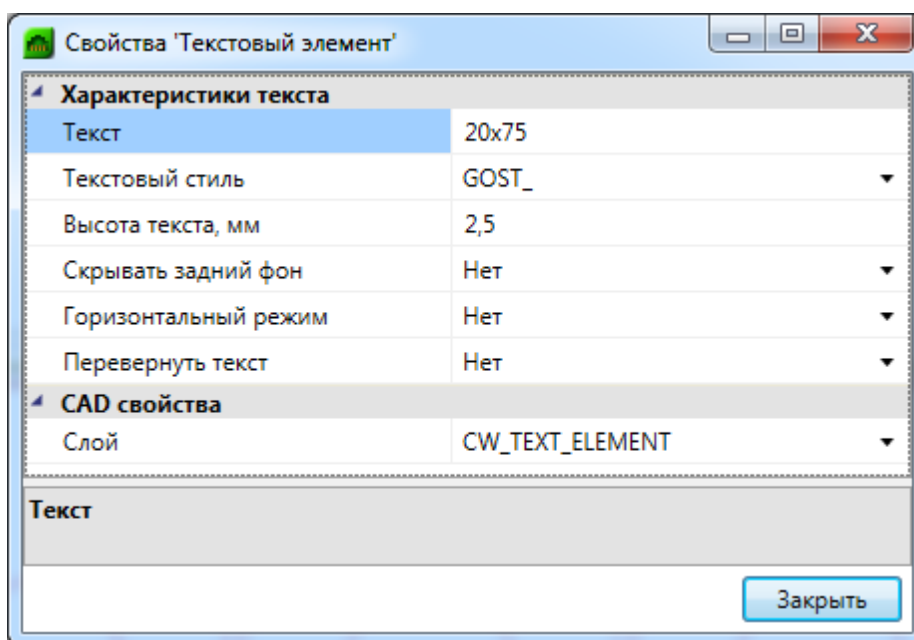 Свойства 'Текстовый элемент'
Характеристики текста
Текст 20x75
Текстовый стиль GOST_
Высота текста, мм 2,5
Скрывать задний фон Нет
Горизонтальный режим Нет
Перевернуть текст Нет
CAD свойства
Слой CW_TEXT_ELEMENT
Текст
Закрыть